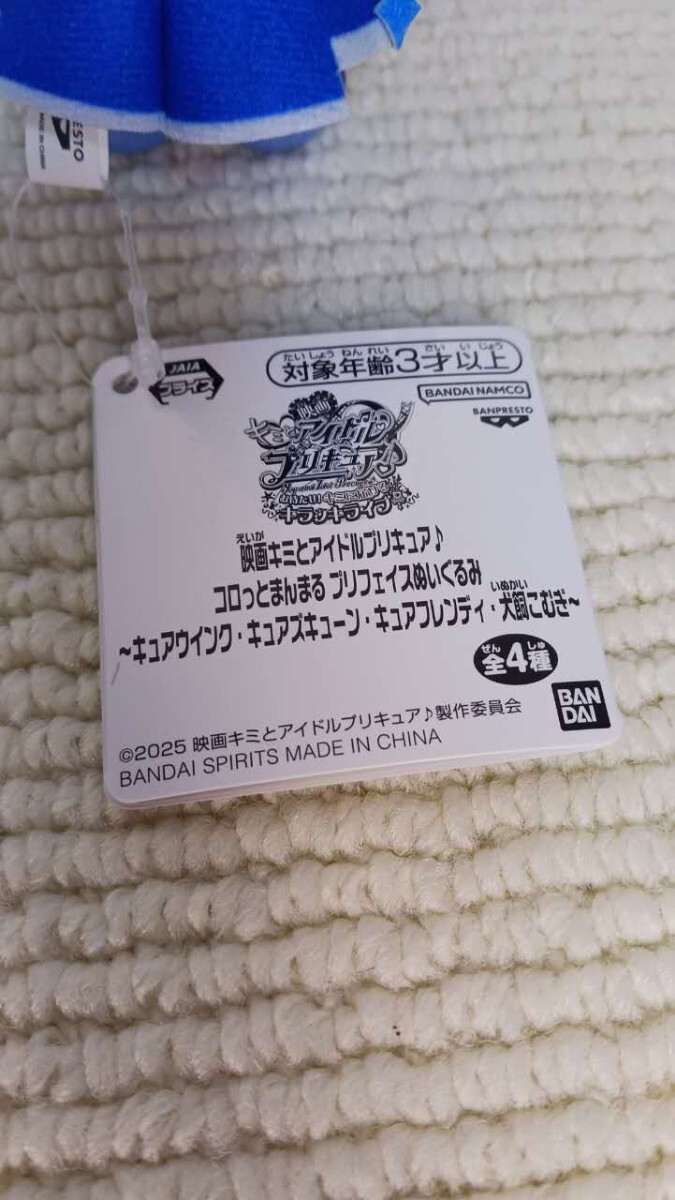 ESTO
MADE IN CHINA
JAIA
プライズ
たいしょうねんれい さい いじょう
対象年齢3才以上
BANDAI NAMCO
BANPRESTO
映画
キミとアイドル
プリキュア♪
キラッキライブ
えいが
映画キミとアイドルプリキュア♪
コロっとまんまる プリフェイスぬいぐるみ
いぬかい
~キュアウインク・キュアズキューン・キュアフレンディ・犬飼こむぎ~
ぜん しゅ
全4種
BAN
DAI
©2025 映画キミとアイドルプリキュア♪製作委員会
BANDAI SPIRITS MADE IN CHINA